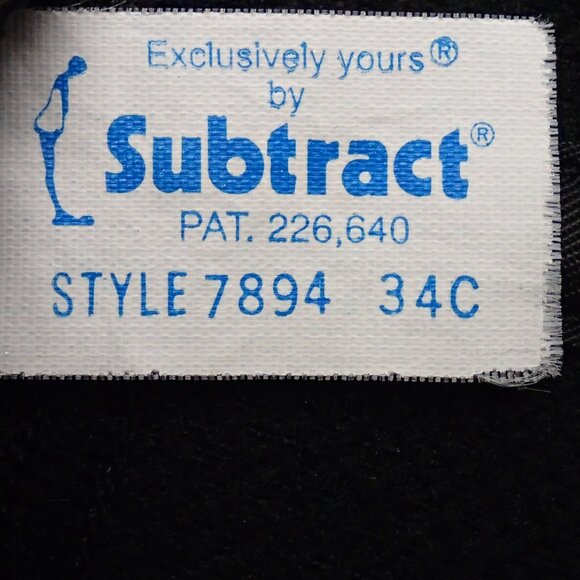 Exclusively yours®
by
Subtract®
PAT. 226,640
STYLE 7894 34C